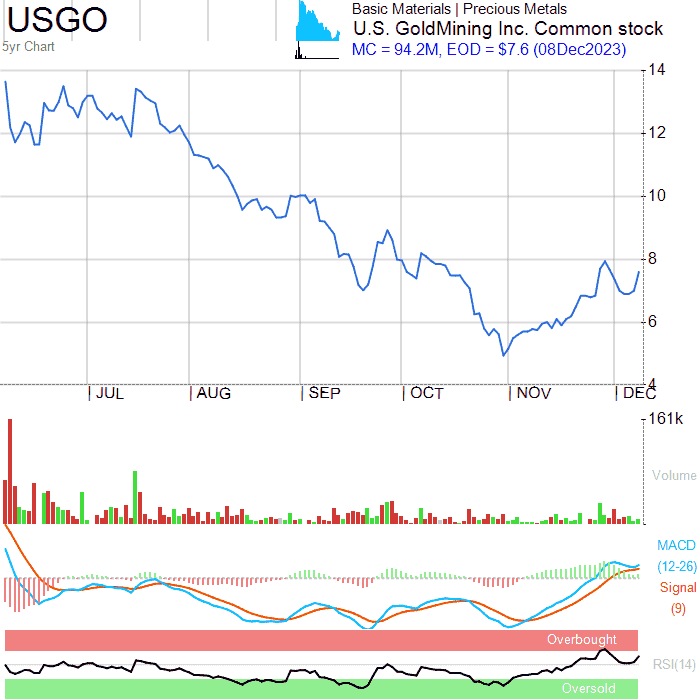 USGO
5yr Chart
Basic Materials | Precious Metals
U.S. GoldMining Inc. Common stock
MC = 94.2M, EOD = $7.6 (08Dec2023)
14
12
10
8
6
4
JUL AUG SEP OCT NOV DEC
161k
Volume
MACD
(12-26)
Signal
(9)
Overbought
RSI(14)
Oversold